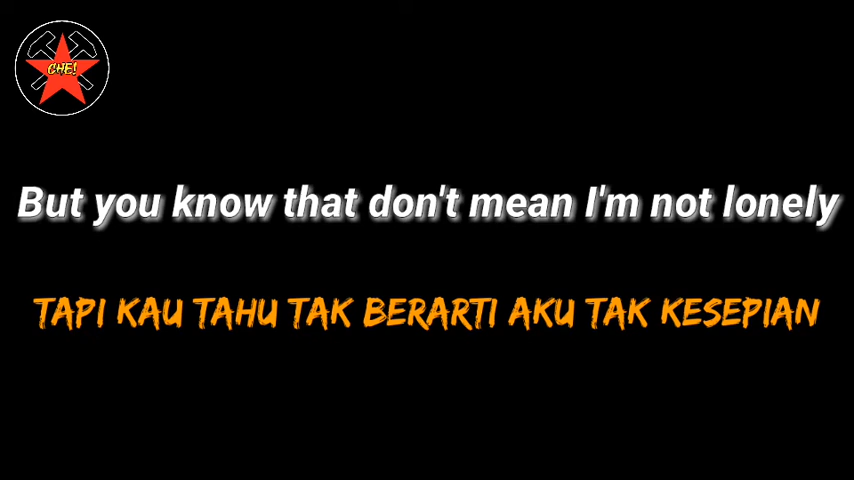 CHE!
But you know that don't mean I'm not lonely
TAPI KAU TAHU TAK BERARTI AKU TAK KESEPIAN